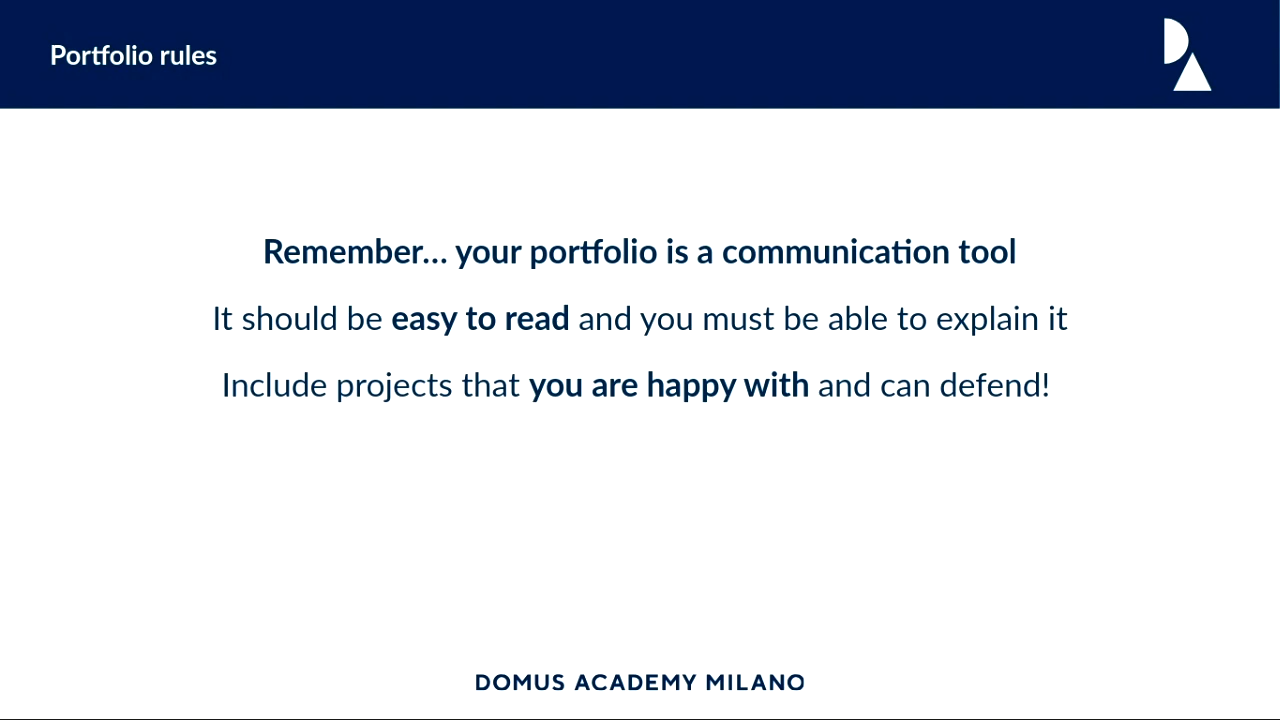 Portfolio rules
Remember... your portfolio is a communication tool
It should be easy to read and you must be able to explain it
Include projects that you are happy with and can defend!
DOMUS ACADEMY MILANO